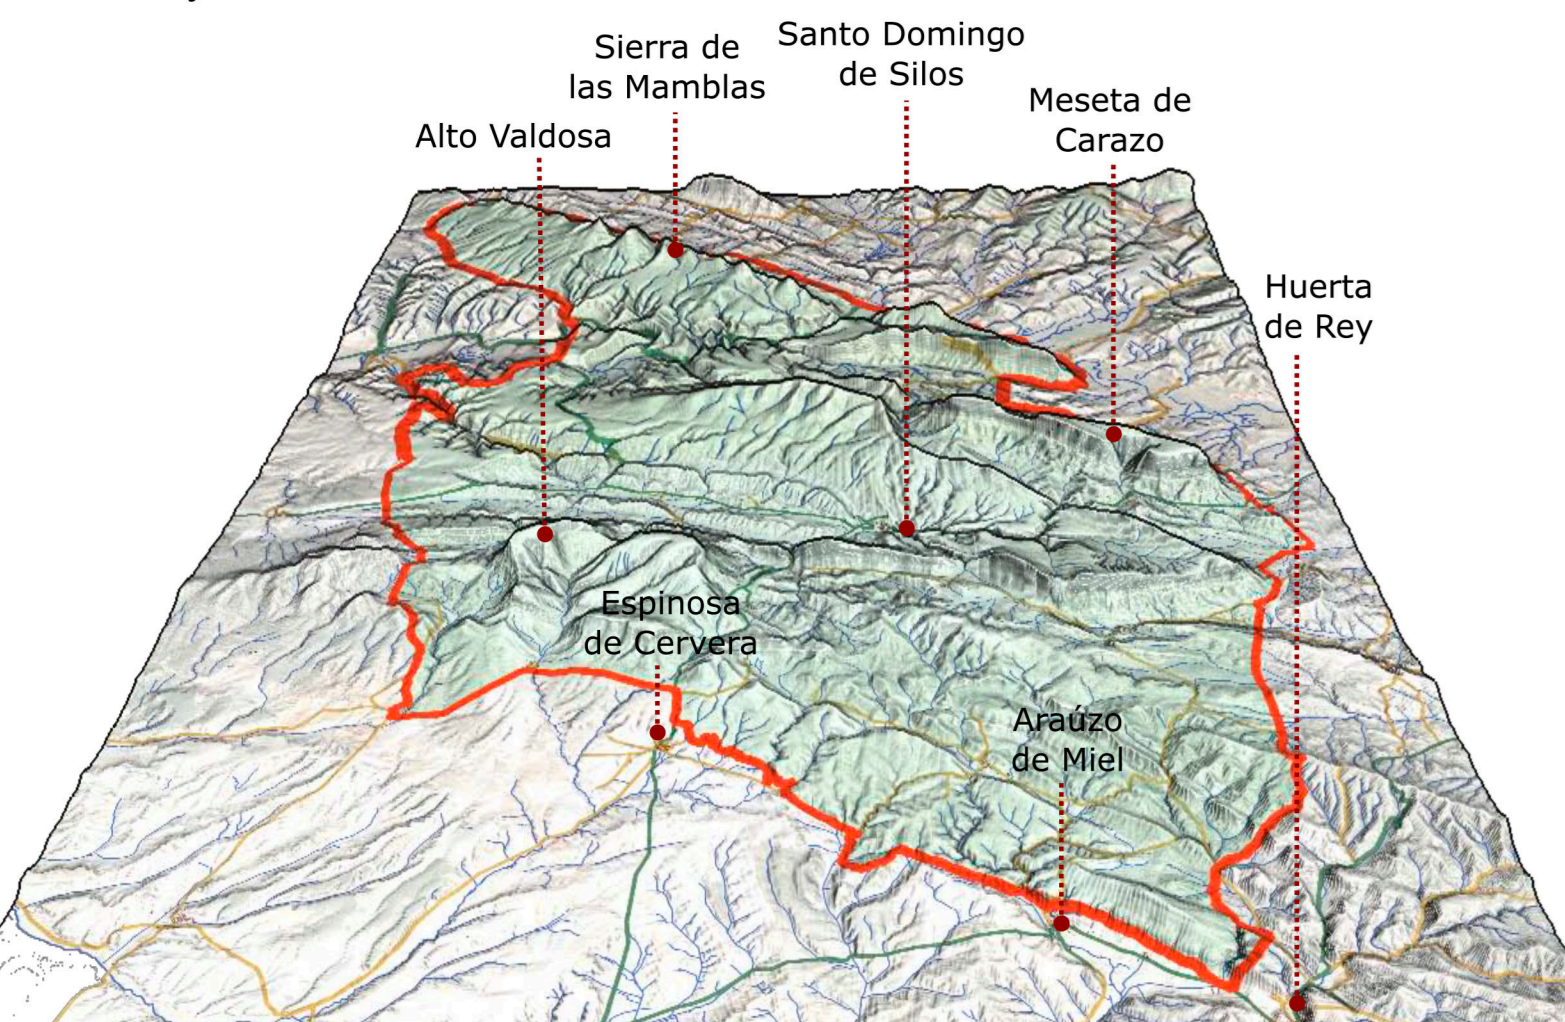 Sierra de
las Mamblas
Santo Domingo
de Silos
Meseta de
Carazo
Alto Valdosa
Huerta
de Rey
Espinosa
de Cervera
Araúzo
de Miel